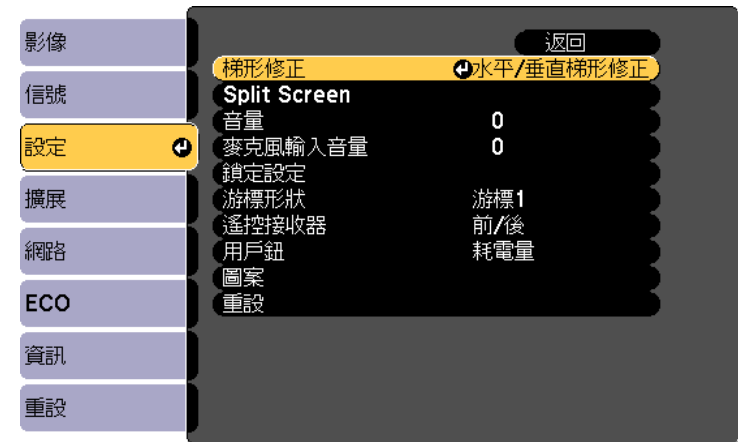 影像
信號
設定
擴展
網路
ECO
資訊
重設
返回
梯形修正 水平/垂直梯形修正
Split Screen
音量 0
麥克風輸入音量 0
鎖定設定
游標形狀 游標1
遙控接收器 前/後
用戶鈕 耗電量
圖案
重設